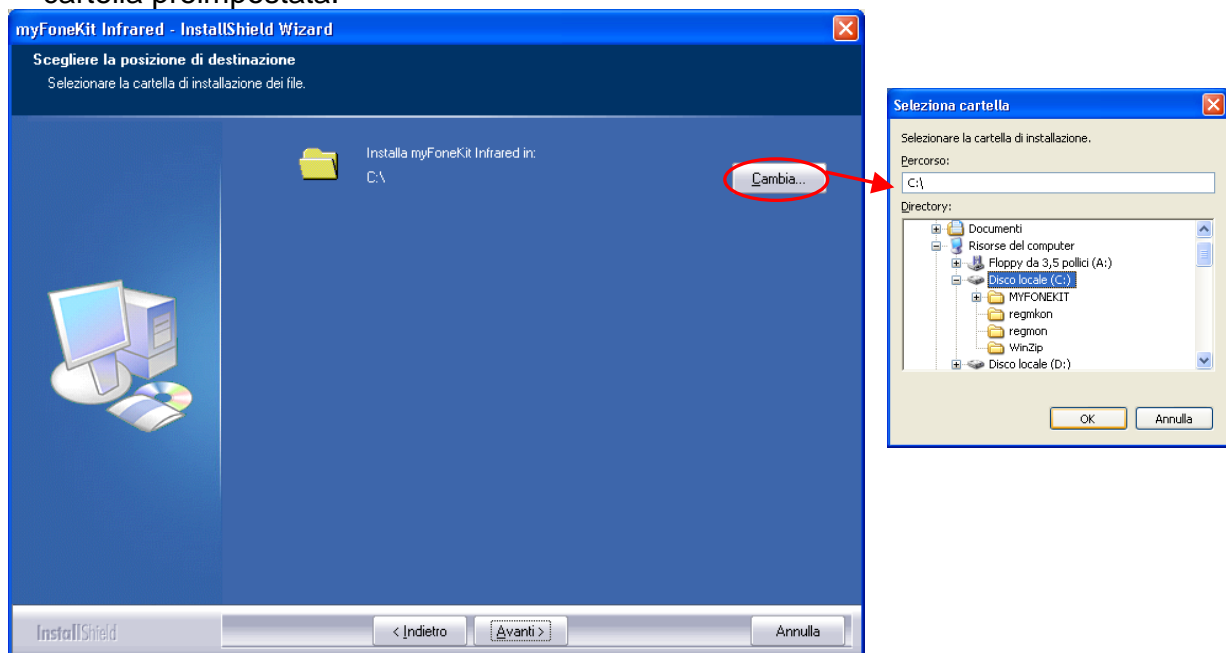 cartella preimpostata.
myFoneKit Infrared - InstallShield Wizard
Scegliere la posizione di destinazione
Selezionare la cartella di installazione dei file.
Installa myFoneKit Infrared in:
C:\
Cambia...
InstallShield
< Indietro
Avanti >
Annulla
Seleziona cartella
Selezionare la cartella di installazione.
Percorso:
C:\
Directory:
Documenti
Risorse del computer
Floppy da 3,5 pollici (A:)
Disco locale (C:)
MYFONEKIT
regmkon
regmon
WinZip
Disco locale (D:)
OK
Annulla